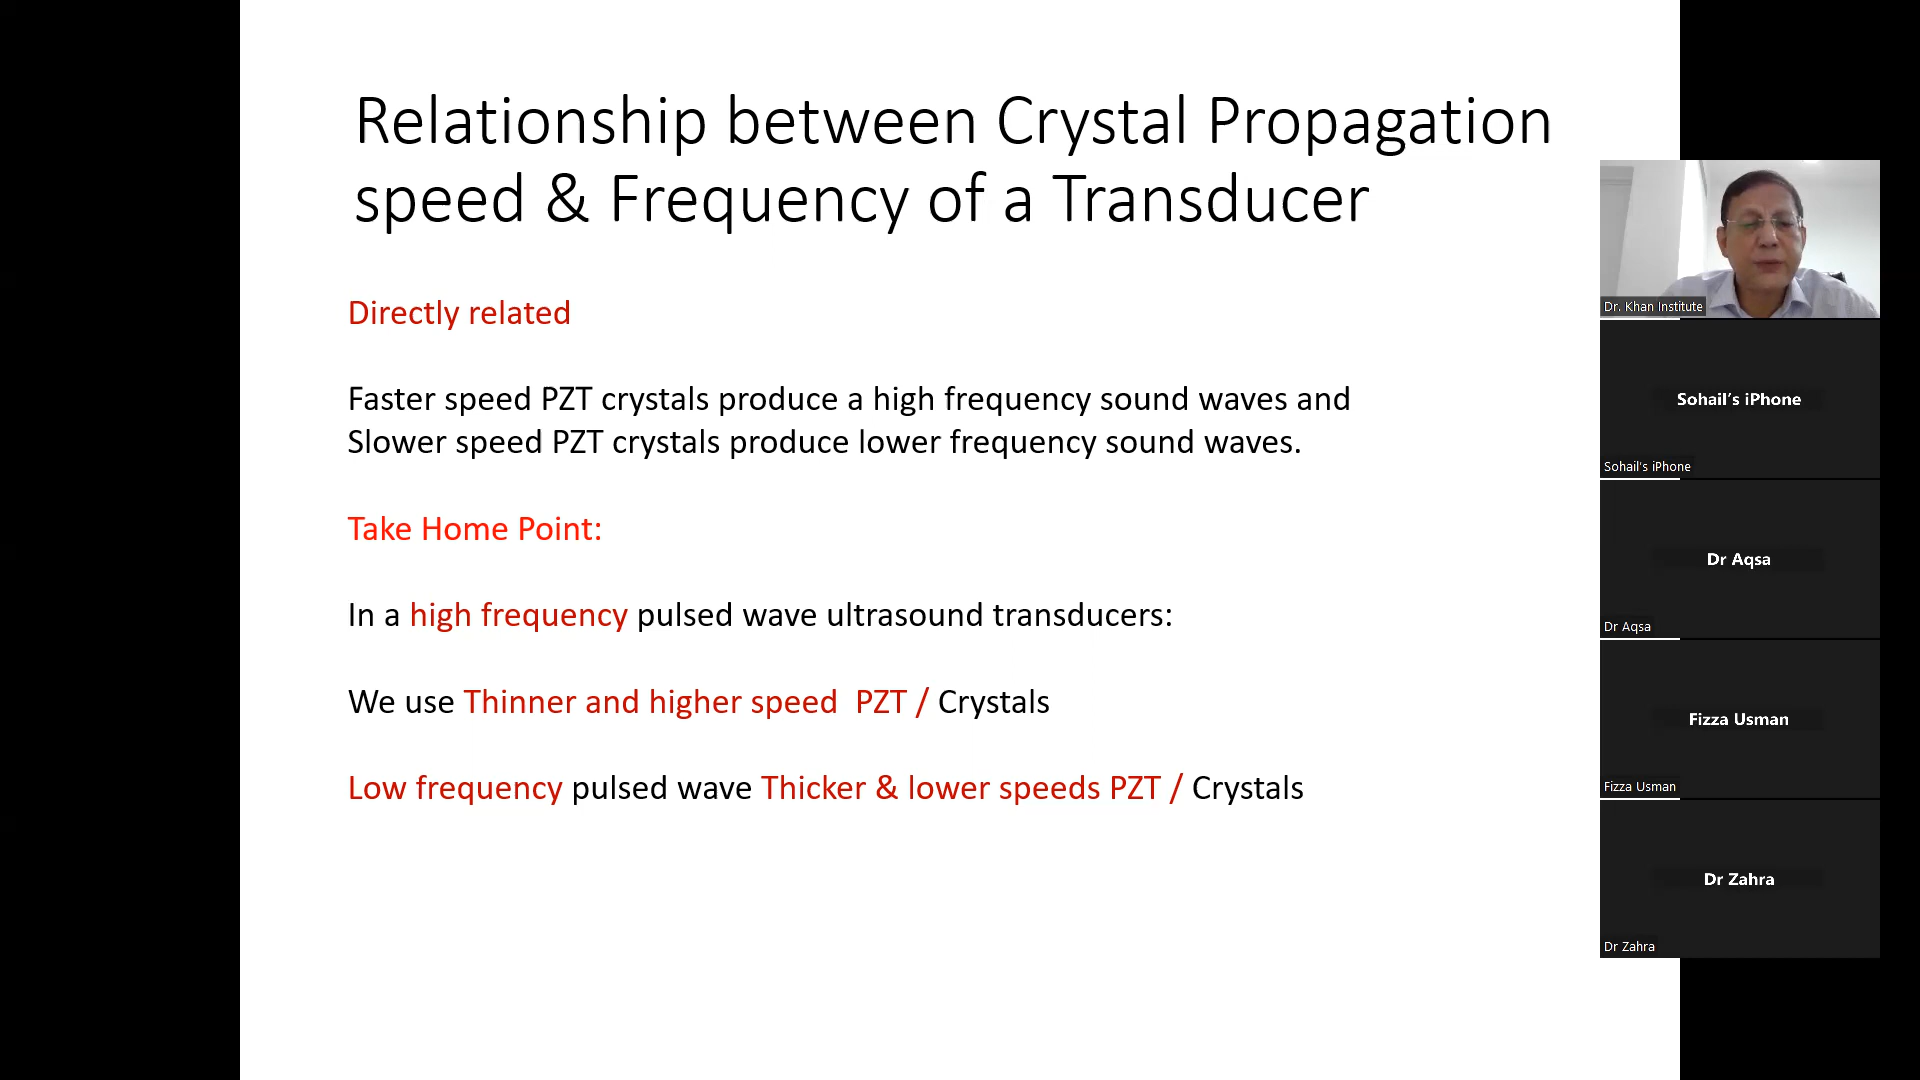 Relationship between Crystal Propagation
speed & Frequency of a Transducer
Directly related
Faster speed PZT crystals produce a high frequency sound waves and
Slower speed PZT crystals produce lower frequency sound waves.
Take Home Point:
In a high frequency pulsed wave ultrasound transducers:
We use Thinner and higher speed  PZT / Crystals
Low frequency pulsed wave Thicker & lower speeds PZT / Crystals
Dr. Khan Institute
Sohail's iPhone
Sohail's iPhone
Dr Aqsa
Dr Aqsa
Fizza Usman
Fizza Usman
Dr Zahra
Dr Zahra